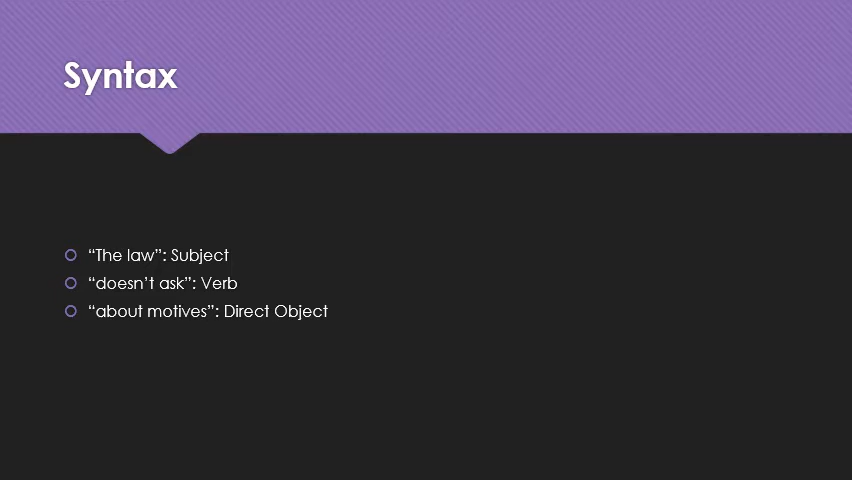 Syntax
“The law”: Subject
“doesn’t ask”: Verb
“about motives”: Direct Object